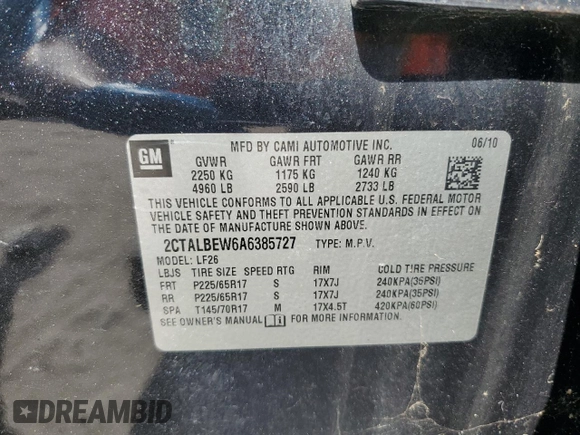 GM
MFD BY CAMI AUTOMOTIVE INC. 06/10
GVWR GAWR FRT GAWR RR
2250 KG 1175 KG 1240 KG
4960 LB 2590 LB 2733 LB
THIS VEHICLE CONFORMS TO ALL APPLICABLE U.S. FEDERAL MOTOR
VEHICLE SAFETY AND THEFT PREVENTION STANDARDS IN EFFECT ON
THE DATE OF MANUFACTURE SHOWN ABOVE.
2CTALBEW6A6385727 TYPE: M.P.V.
MODEL: LF26
LBJS TIRE SIZE SPEED RTG RIM COLD TIRE PRESSURE
FRT P225/65R17 S 17X7J 240KPA(35PSI)
RR P225/65R17 S 17X7J 240KPA(35PSI)
SPA T145/70R17 M 17X4.5T 420KPA(60PSI)
SEE OWNER'S MANUAL i FOR MORE INFORMATION.
DREAMBID